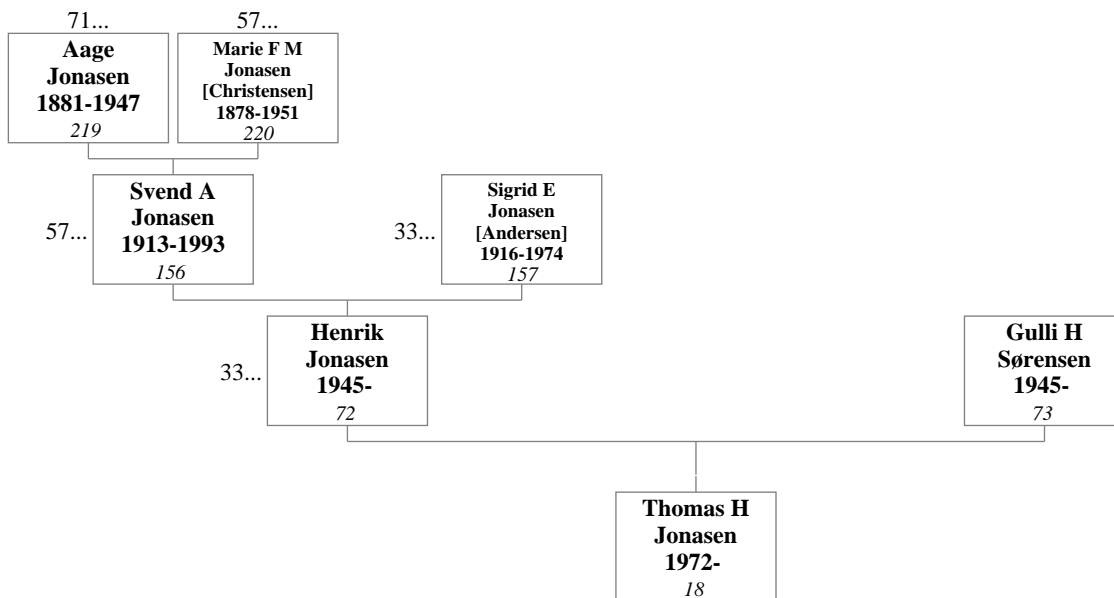 71...
57...
Aage
Jonasen
1881-1947
219
Marie F M
Jonasen
[Christensen]
1878-1951
220
57...
Svend A
Jonasen
1913-1993
156
33...
Sigrid E
Jonasen
[Andersen]
1916-1974
157
33...
Henrik
Jonasen
1945-
72
Gulli H
Sørensen
1945-
73
Thomas H
Jonasen
1972-
18